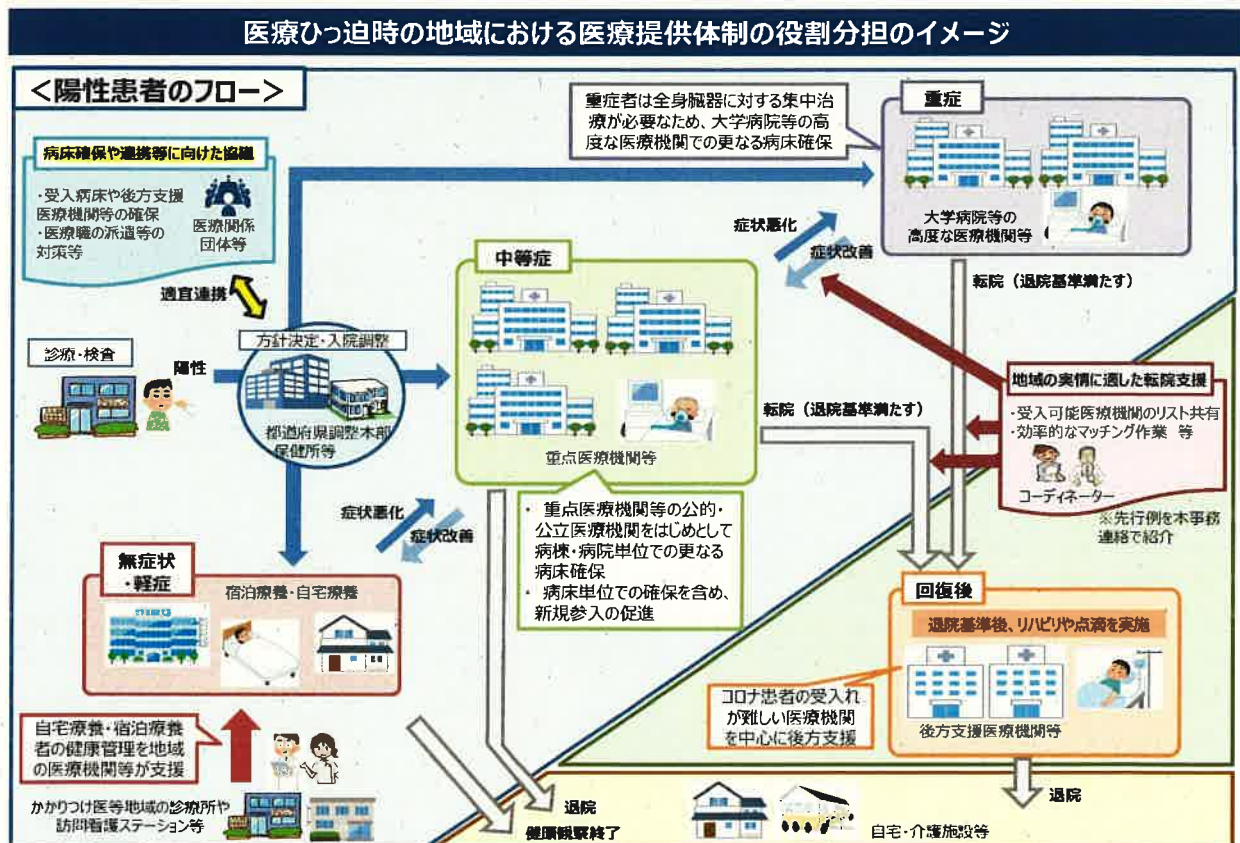 医療ひっ迫時の地域における医療提供体制の役割分担のイメージ
＜陽性患者のフロー＞
病床確保や連携等に向けた協議
・受入病床や後方支援
医療機関等の確保
・医療職の派遣等の
対策等
医療関係
団体等
適宜連携
診療・検査
陽性
方針決定・入院調整
都道府県調整本部
保健所等
重症者は全身臓器に対する集中治
療が必要なため、大学病院等の高
度な医療機関での更なる病床確保
重症
大学病院等の
高度な医療機関等
症状悪化
症状改善
転院（退院基準満たす）
中等症
重点医療機関等
転院（退院基準満たす）
・ 重点医療機関等の公的・
公立医療機関をはじめとして
病棟・病院単位での更なる
病床確保
・ 病床単位での確保を含め、
新規参入の促進
地域の実情に適した転院支援
・受入可能医療機関のリスト共有
・効率的なマッチング作業 等
コーディネーター
※先行例を本事務
連絡で紹介
症状悪化
症状改善
無症状
・軽症
宿泊療養・自宅療養
自宅療養・宿泊療養
者の健康管理を地域
の医療機関等が支援
かかりつけ医等地域の診療所や
訪問看護ステーション等
回復後
退院基準後、リハビリや点滴を実施
コロナ患者の受入れ
が難しい医療機関
を中心に後方支援
後方支援医療機関等
退院
健康観察終了
退院
自宅・介護施設等